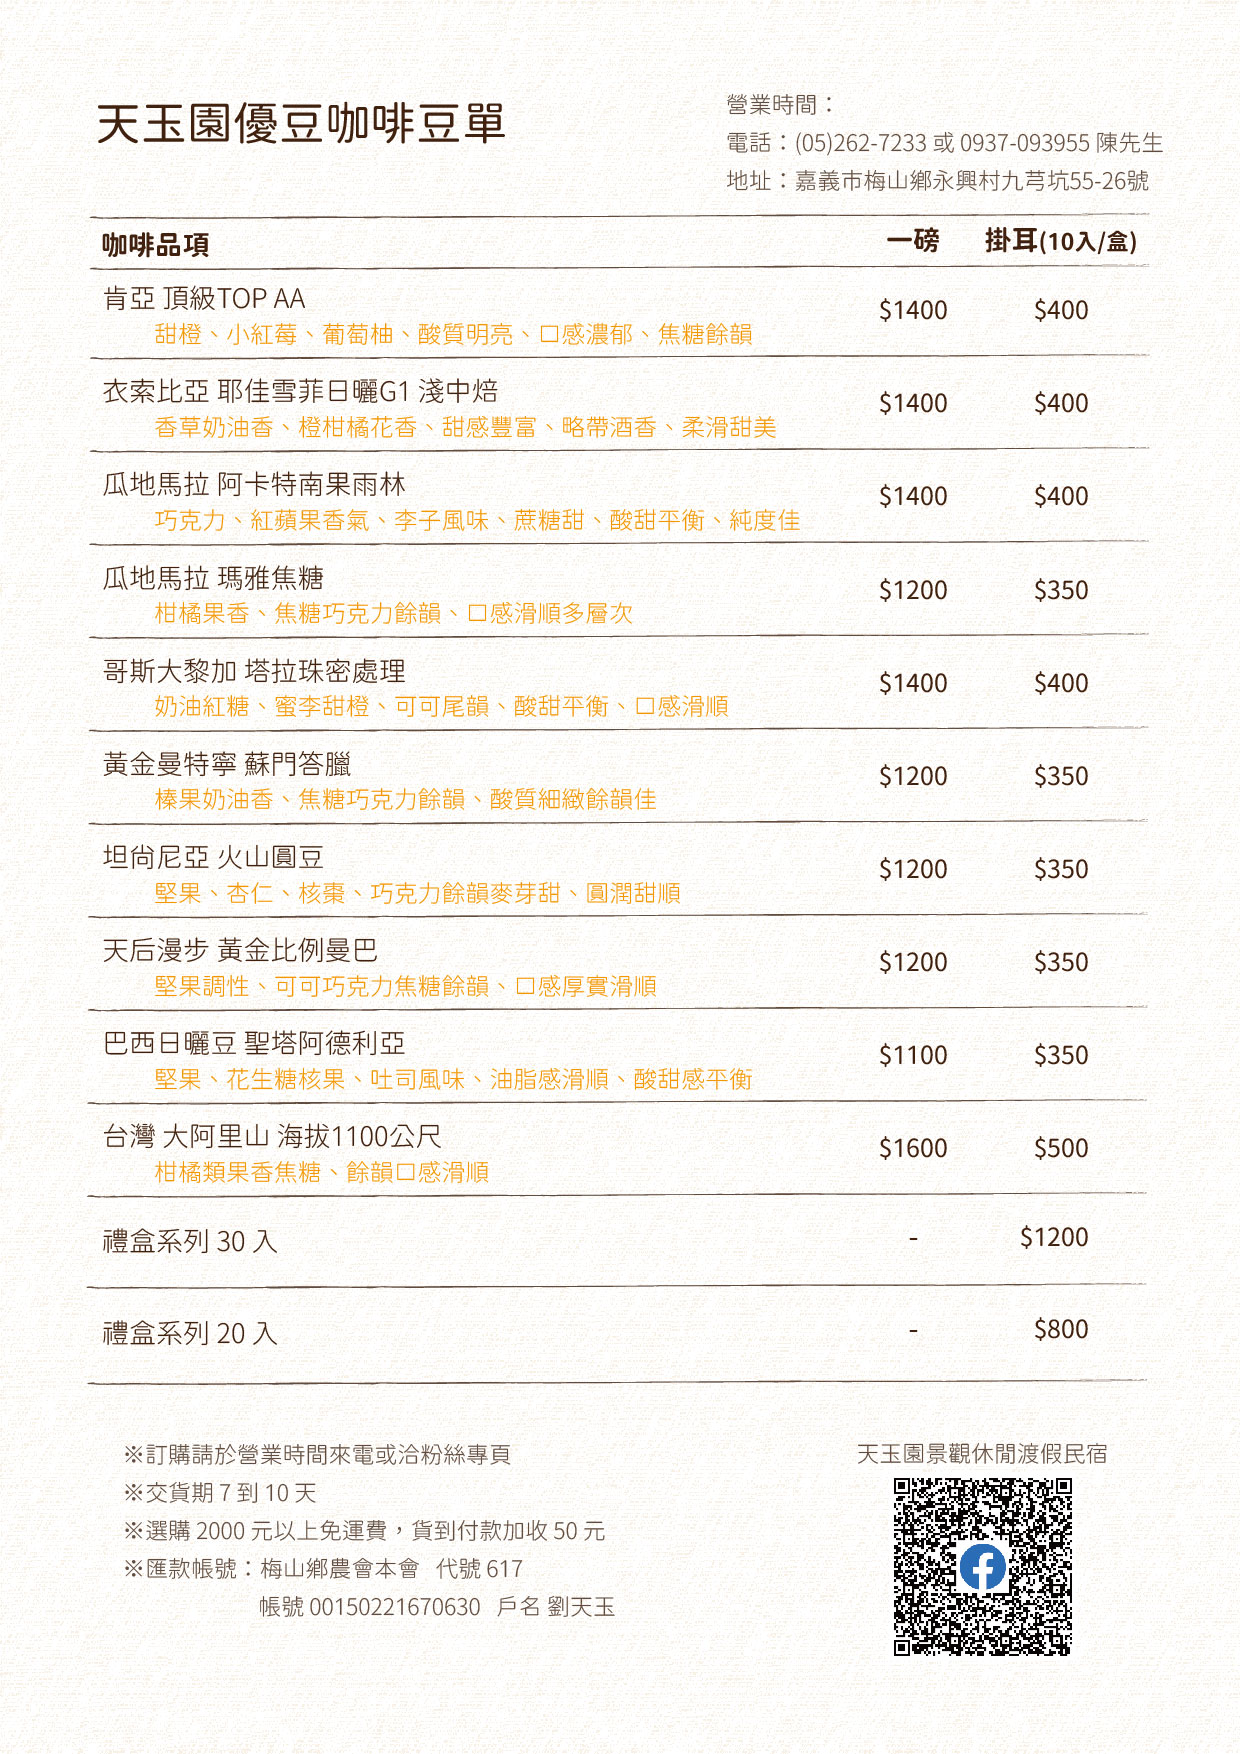 天玉園優豆咖啡豆單
營業時間：
電話：(05)262-7233 或 0937-093955 陳先生
地址：嘉義市梅山鄉永興村九芎坑55-26號
咖啡品項 一磅 掛耳(10入/盒)
肯亞 頂級TOP AA
甜橙、小紅莓、葡萄柚、酸質明亮、口感濃郁、焦糖餘韻
$1400 $400
衣索比亞 耶佳雪菲日曬G1 淺中焙
香草奶油香、橙柑橘花香、甜感豐富、略帶酒香、柔滑甜美
$1400 $400
瓜地馬拉 阿卡特南果雨林
巧克力、紅蘋果香氣、李子風味、蔗糖甜、酸甜平衡、純度佳
$1400 $400
瓜地馬拉 瑪雅焦糖
柑橘果香、焦糖巧克力餘韻、口感滑順多層次
$1200 $350
哥斯大黎加 塔拉珠密處理
奶油紅糖、蜜李甜橙、可可尾韻、酸甜平衡、口感滑順
$1400 $400
黃金曼特寧 蘇門答臘
榛果奶油香、焦糖巧克力餘韻、酸質細緻餘韻佳
$1200 $350
坦尚尼亞 火山圓豆
堅果、杏仁、核棗、巧克力餘韻麥芽甜、圓潤甜順
$1200 $350
天后漫步 黃金比例曼巴
堅果調性、可可巧克力焦糖餘韻、口感厚實滑順
$1200 $350
巴西日曬豆 聖塔阿德利亞
堅果、花生糖核果、吐司風味、油脂感滑順、酸甜感平衡
$1100 $350
台灣 大阿里山 海拔1100公尺
柑橘類果香焦糖、餘韻口感滑順
$1600 $500
禮盒系列 30 入 - $1200
禮盒系列 20 入 - $800
※訂購請於營業時間來電或洽粉絲專頁
※交貨期 7 到 10 天
※選購 2000 元以上免運費，貨到付款加收 50 元
※匯款帳號：梅山鄉農會本會 代號 617
帳號 00150221670630 戶名 劉天玉
天玉園景觀休閒渡假民宿